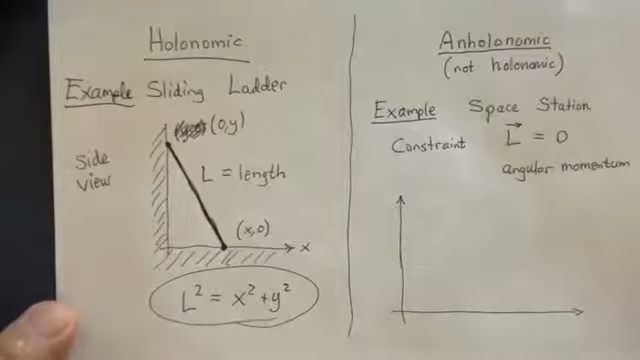 Holonomic
Example Sliding Ladder
(0,y)
Side
view
L = length
(x,0)
x
L² = x² + y²
Anholonomic
(not holonomic)
Example Space Station
Constraint L⃗ = 0
angular momentum